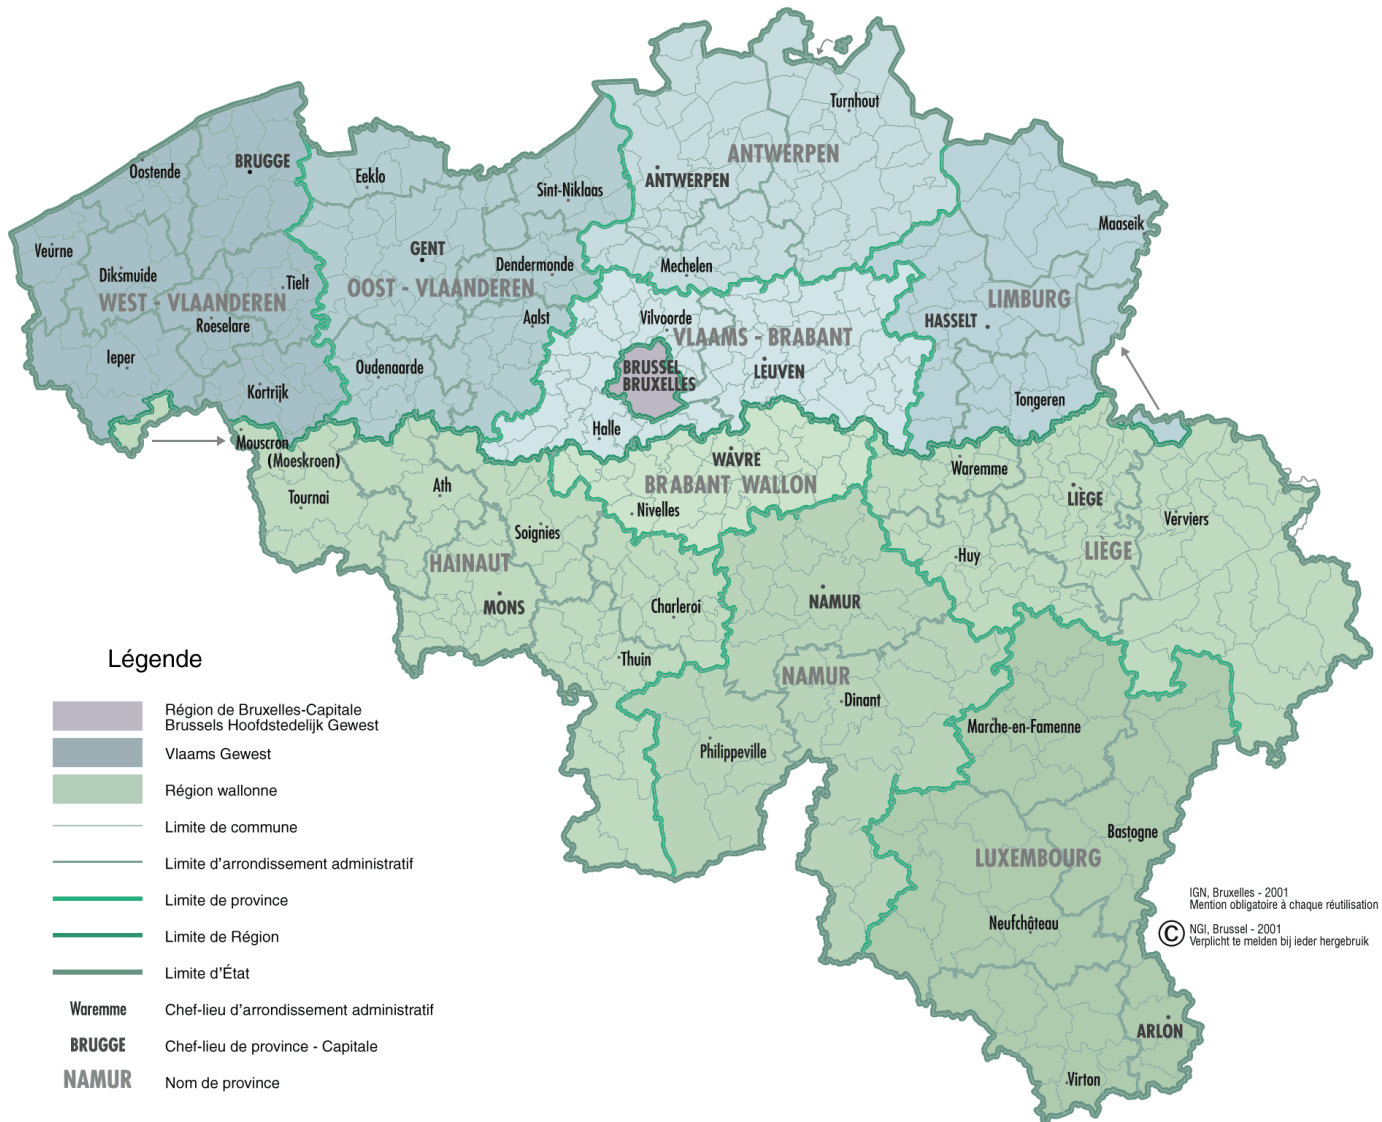 Turnhout
ANTWERPEN
ANTWERPEN
Oostende
BRUGGE
Eeklo
Sint-Niklaas
Maaseik
Veurne
GENT
Mechelen
Diksmuide
Tielt
Dendermonde
WEST - VLAANDEREN
OOST - VLAANDEREN
LIMBURG
Roeselare
Aalst
Vilvoorde
HASSELT
VLAAMS - BRABANT
Ieper
Oudenaarde
BRUSSEL
BRUXELLES
LEUVEN
Kortrijk
Tongeren
Halle
Mouscron
(Moeskroen)
WAVRE
Waremme
BRABANT WALLON
Ath
Tournai
LIÈGE
Nivelles
Verviers
Soignies
LIÈGE
Huy
HAINAUT
MONS
Charleroi
NAMUR
Thuin
NAMUR
Dinant
Marche-en-Famenne
Philippeville
Bastogne
LUXEMBOURG
Neufchâteau
ARLON
Virton
Légende
Région de Bruxelles-Capitale
Brussels Hoofdstedelijk Gewest
Vlaams Gewest
Région wallonne
Limite de commune
Limite d'arrondissement administratif
Limite de province
Limite de Région
Limite d'État
Waremme Chef-lieu d'arrondissement administratif
BRUGGE Chef-lieu de province - Capitale
NAMUR Nom de province
IGN, Bruxelles - 2001
Mention obligatoire à chaque réutilisation
© NGI, Brussel - 2001
Verplicht te melden bij ieder hergebruik